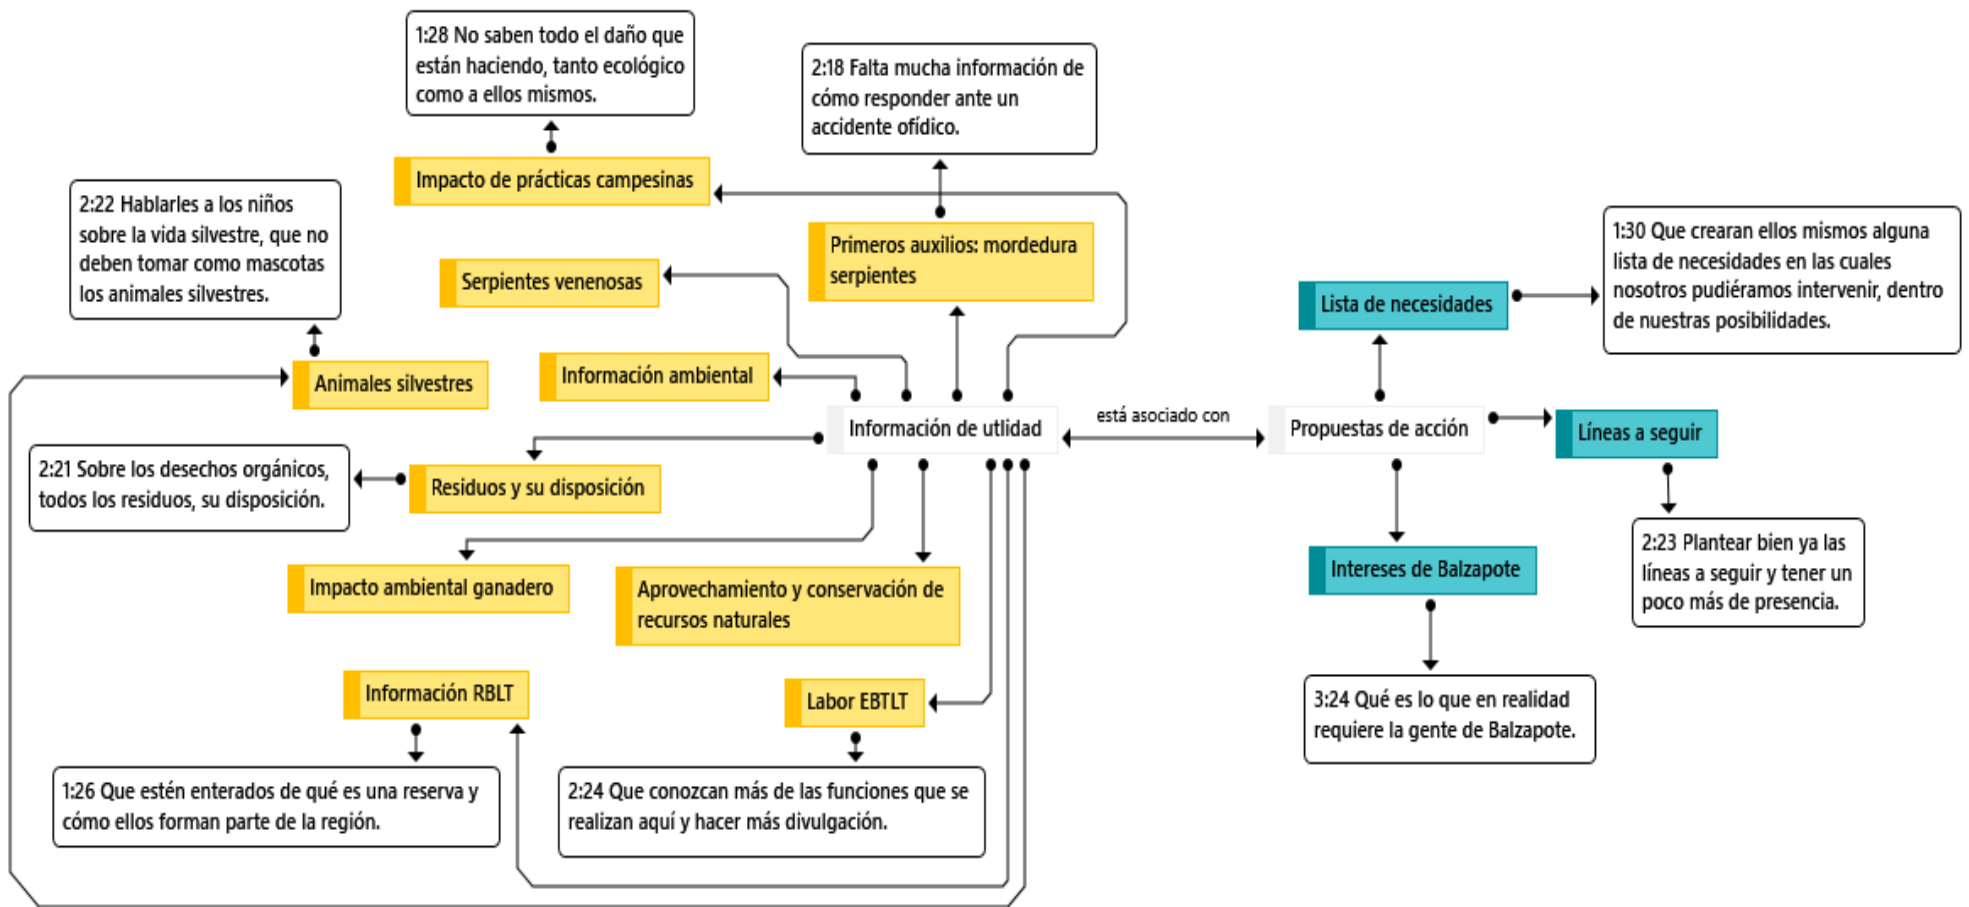 1:28 No saben todo el daño que
están haciendo, tanto ecológico
como a ellos mismos.
2:18 Falta mucha información de
cómo responder ante un
accidente ofídico.
Impacto de prácticas campesinas
2:22 Hablarles a los niños
sobre la vida silvestre, que no
deben tomar como mascotas
los animales silvestres.
Primeros auxilios: mordedura
serpientes
1:30 Que crearan ellos mismos alguna
lista de necesidades en las cuales
nosotros pudiéramos intervenir, dentro
de nuestras posibilidades.
Serpientes venenosas
Lista de necesidades
Información ambiental
Animales silvestres
Información de utlidad
está asociado con
Propuestas de acción
Líneas a seguir
2:21 Sobre los desechos orgánicos,
todos los residuos, su disposición.
Residuos y su disposición
2:23 Plantear bien ya las
líneas a seguir y tener un
poco más de presencia.
Impacto ambiental ganadero
Aprovechamiento y conservación de
recursos naturales
Intereses de Balzapote
Información RBLT
Labor EBTLT
3:24 Qué es lo que en realidad
requiere la gente de Balzapote.
1:26 Que estén enterados de qué es una reserva y
cómo ellos forman parte de la región.
2:24 Que conozcan más de las funciones que se
realizan aquí y hacer más divulgación.